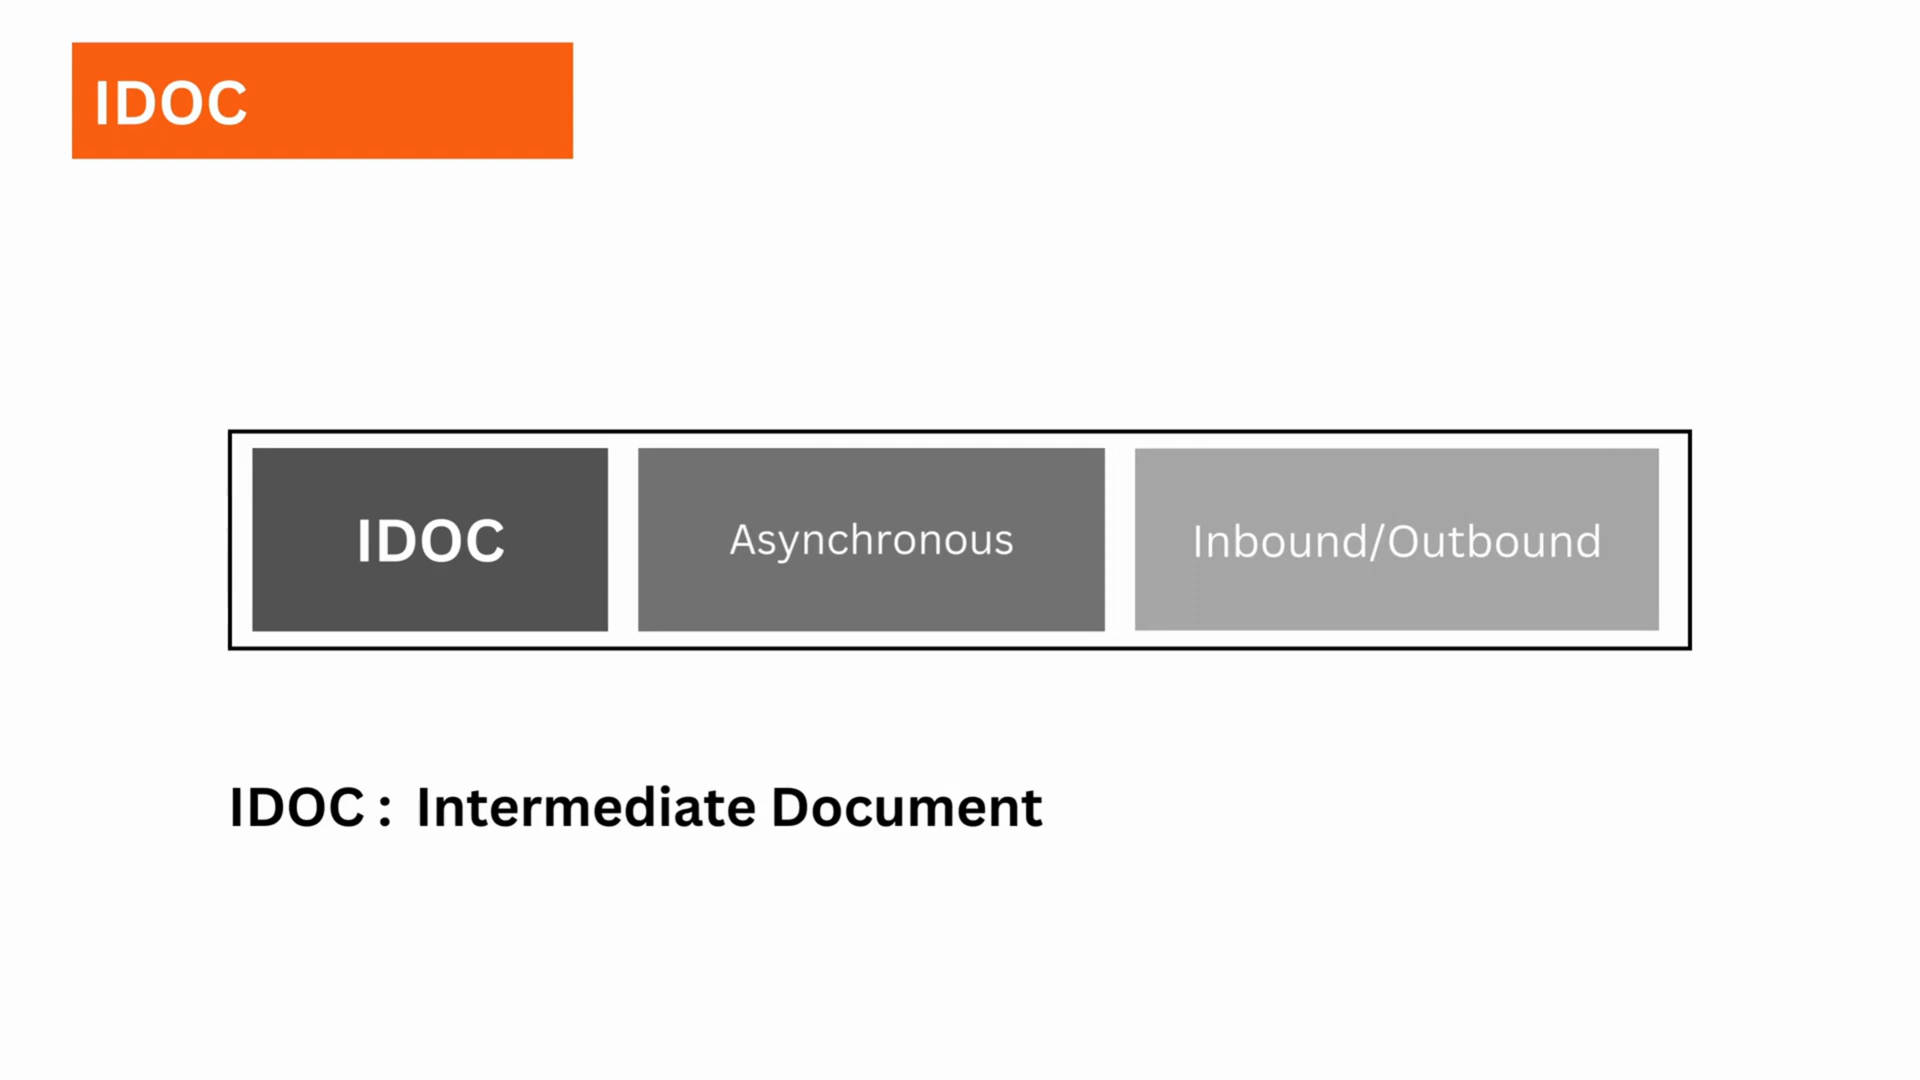 IDOC
IDOC
Asynchronous
Inbound/Outbound
IDOC : Intermediate Document